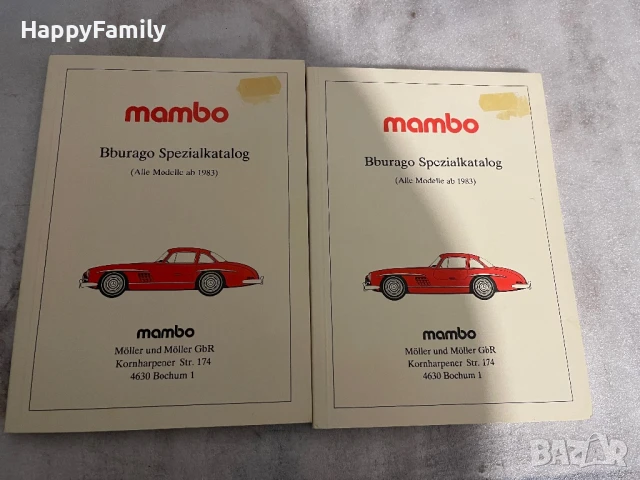 HappyFamily
mambo
Bburago Spezialkatalog
(Alle Modelle ab 1983)
mambo
Möller und Möller GbR
Kornharpener Str. 174
4630 Bochum 1
mambo
Bburago Spezialkatalog
(Alle Modelle ab 1983)
mambo
Möller und Möller GbR
Kornharpener Str. 174
4630 Bochum 1
BAZAR